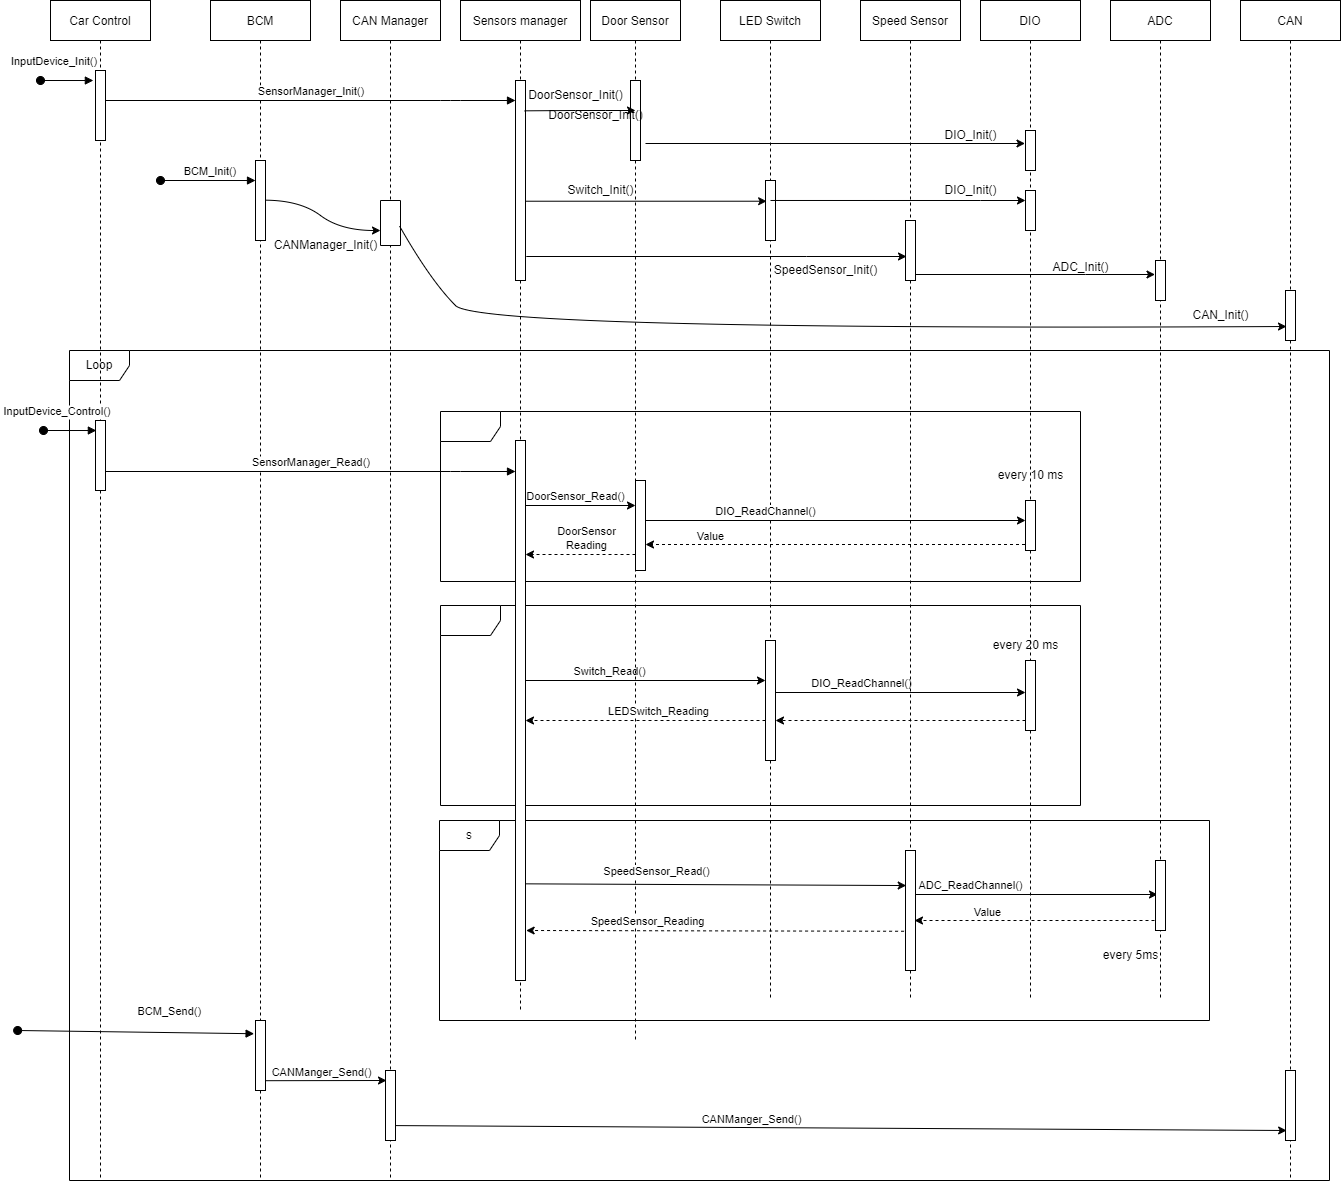 Car Control
BCM
CAN Manager
Sensors manager
Door Sensor
LED Switch
Speed Sensor
DIO
ADC
CAN
InputDevice_Init()
SensorManager_Init()
DoorSensor_Init()
DoorSensor_Init()
DIO_Init()
BCM_Init()
Switch_Init()
DIO_Init()
CANManager_Init()
SpeedSensor_Init()
ADC_Init()
CAN_Init()
Loop
InputDevice_Control()
SensorManager_Read()
every 10 ms
DoorSensor_Read()
DIO_ReadChannel()
DoorSensor
Reading
Value
every 20 ms
Switch_Read()
DIO_ReadChannel()
LEDSwitch_Reading
s
SpeedSensor_Read()
ADC_ReadChannel()
Value
SpeedSensor_Reading
every 5ms
BCM_Send()
CANManger_Send()
CANManger_Send()